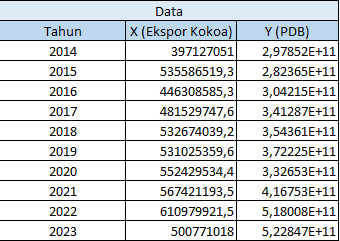 Data
Tahun X (Ekspor Kokoa) Y (PDB)
2014 397127051 2,97852E+11
2015 535586519,3 2,82365E+11
2016 446308585,3 3,04215E+11
2017 481529747,6 3,41287E+11
2018 532674039,2 3,54361E+11
2019 531025359,6 3,72225E+11
2020 552429534,4 3,32653E+11
2021 567421193,5 4,16753E+11
2022 610979921,5 5,18008E+11
2023 500771018 5,22847E+11